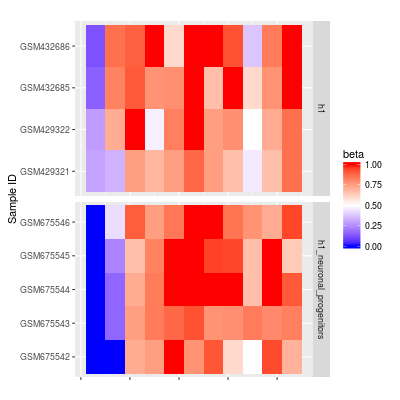 GSM432686
GSM432685
GSM429322
GSM429321
h1
GSM675546
GSM675545
GSM675544
GSM675543
GSM675542
h1_neuronal_progenitors
Sample ID
beta
1.00
0.75
0.50
0.25
0.00